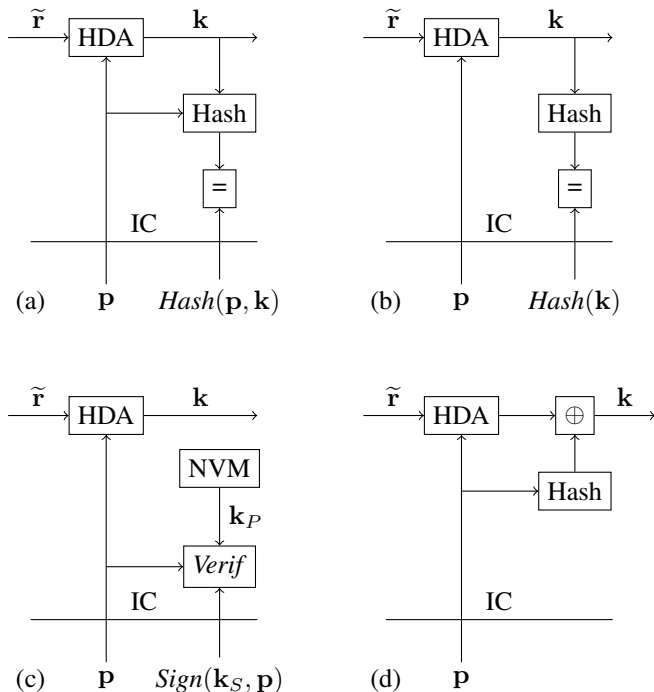 r̃ HDA k
Hash
=
IC
(a) p Hash(p, k)
r̃ HDA k
Hash
=
IC
(b) p Hash(k)
r̃ HDA k
NVM
k_P
Verif
IC
(c) p Sign(k_S, p)
r̃ HDA ⊕ k
Hash
IC
(d) p